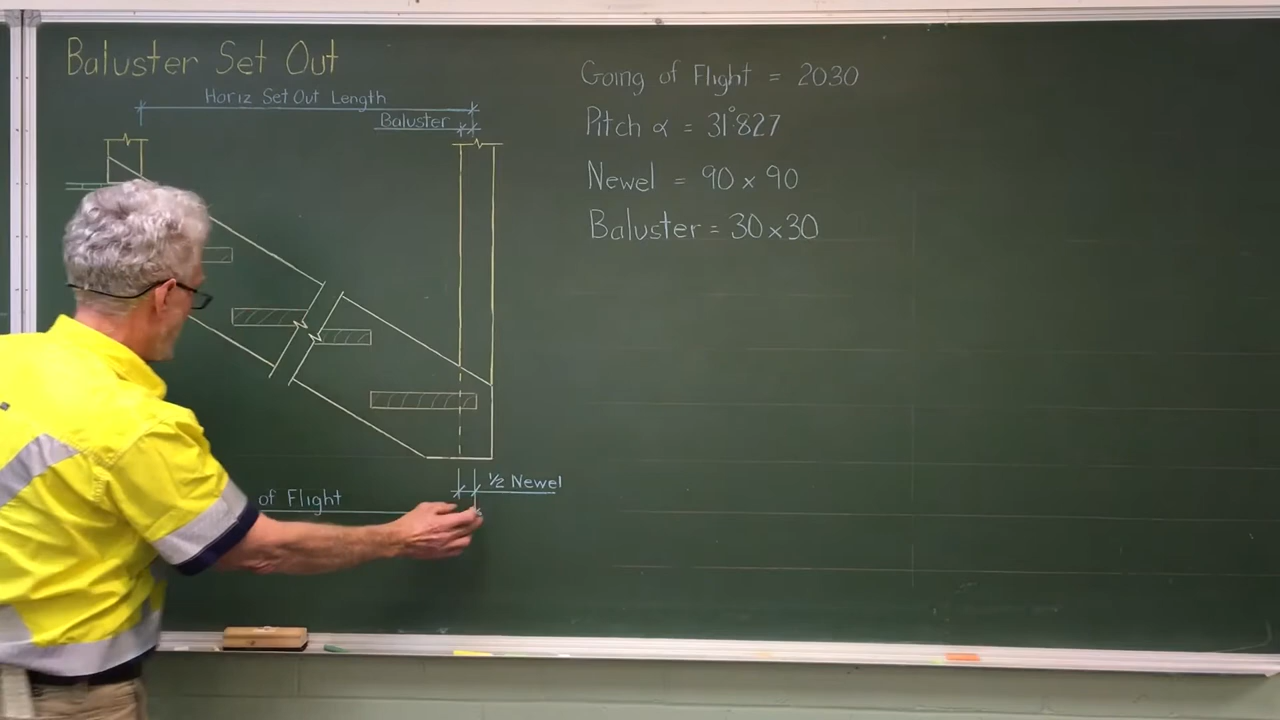 Baluster Set Out
Horiz Set Out Length
Baluster
½ Newel
of Flight
Going of Flight = 2030
Pitch α = 31°827
Newel = 90 x 90
Baluster = 30 x 30